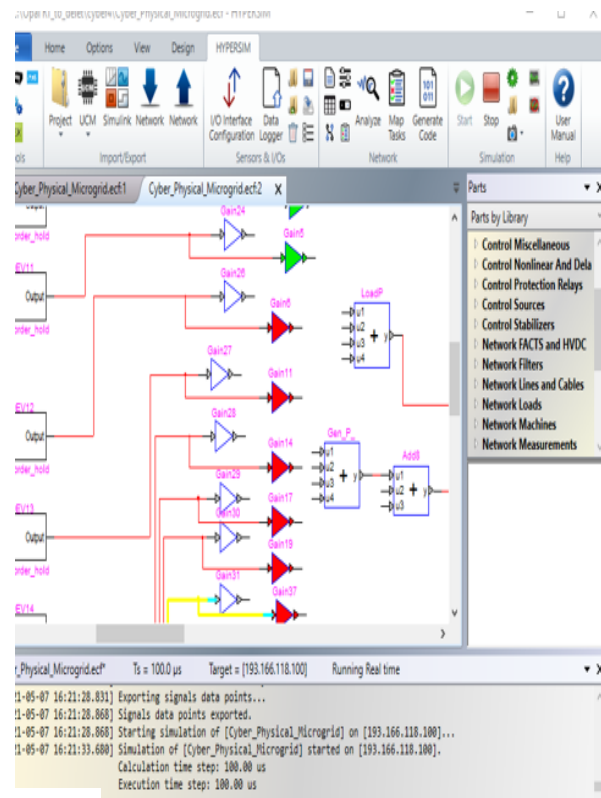 Cyber_Physical_Microgrid.ecf - HYPERSIM
Home Options View Design HYPERSIM
Project UCM Simulink Network Network
I/O Interface Configuration
Data Logger
Analyze
Map Tasks
Generate Code
Start Stop
User Manual
Import/Export Sensors & I/Os Network Simulation Help
Cyber_Physical_Microgrid.ecf:1 Cyber_Physical_Microgrid.ecf:2 X
Parts
Parts by Library
Control Miscellaneous
Control Nonlinear And Dela
Control Protection Relays
Control Sources
Control Stabilizers
Network FACTS and HVDC
Network Filters
Network Lines and Cables
Network Loads
Network Machines
Network Measurements
Gain24
Gain5
order_hold
EV11
Output
order_hold
Gain26
Gain6
Gain27
Gain11
EV12
Output
order_hold
Gain28
Gain14
Gain29
Gain17
Gain30
Gain19
EV13
Output
order_hold
Gain31
Gain37
EV14
LoadP
u1
u2
u3
u4
+ y
Gen_P_
u1
u2
u3
u4
+ y
Add8
u1
u2
u3
+ y
r_Physical_Microgrid.ecf* Ts = 100.0 µs Target = [193.166.118.100] Running Real time
21-05-07 16:21:28.831] Exporting signals data points...
21-05-07 16:21:28.868] Signals data points exported.
21-05-07 16:21:28.868] Starting simulation of [Cyber_Physical_Microgrid] on [193.166.118.100]...
21-05-07 16:21:33.680] Simulation of [Cyber_Physical_Microgrid] started on [193.166.118.100].
Calculation time step: 100.00 us
Execution time step: 100.00 us